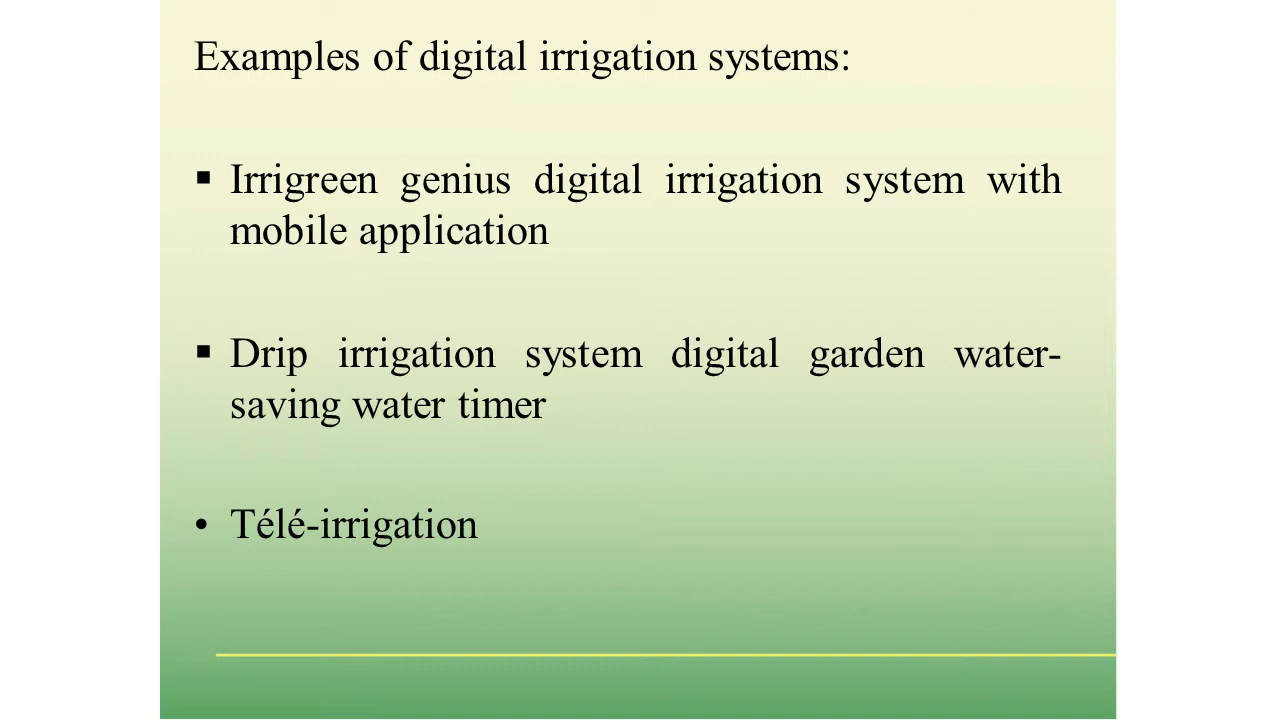 Examples of digital irrigation systems:
▪ Irrigreen genius digital irrigation system with
mobile application
▪ Drip irrigation system digital garden water-
saving water timer
• Télé-irrigation